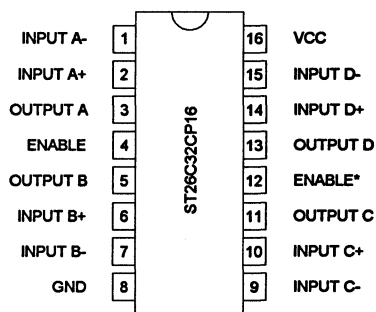 INPUT A- 1 16 VCC
INPUT A+ 2 15 INPUT D-
OUTPUT A 3 14 INPUT D+
ENABLE 4 13 OUTPUT D
OUTPUT B 5 12 ENABLE*
INPUT B+ 6 11 OUTPUT C
INPUT B- 7 10 INPUT C+
GND 8 9 INPUT C-
ST26C32CP16